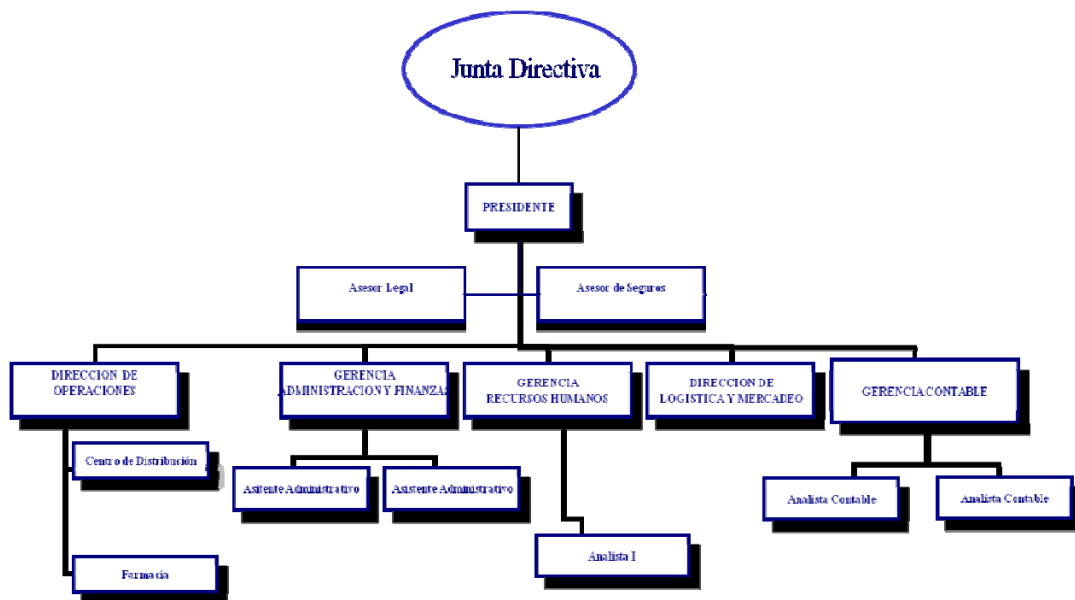 Junta Directiva
PRESIDENTE
Asesor Legal
Asesor de Seguros
DIRECCION DE
OPERACIONES
GERENCIA
ADMINISTRACION Y FINANZAS
GERENCIA
RECURSOS HUMANOS
DIRECCION DE
LOGISTICA Y MERCADEO
GERENCIA CONTABLE
Centro de Distribución
Asitente Administrativo
Asistente Administrativo
Analista Contable
Analista Contable
Farmacia
Analista I